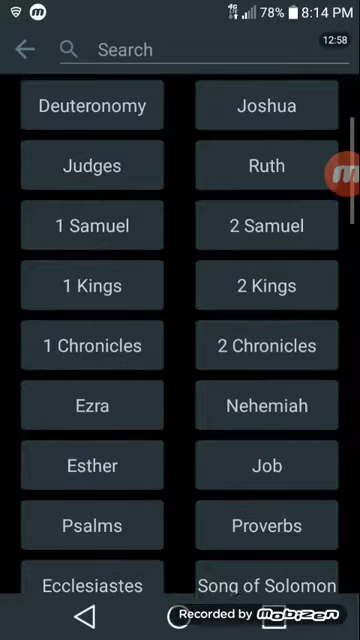 4G 78% 8:14 PM
12:58
Search
Deuteronomy Joshua
Judges Ruth
1 Samuel 2 Samuel
1 Kings 2 Kings
1 Chronicles 2 Chronicles
Ezra Nehemiah
Esther Job
Psalms Proverbs
Ecclesiastes Song of Solomon
Recorded by mobizen